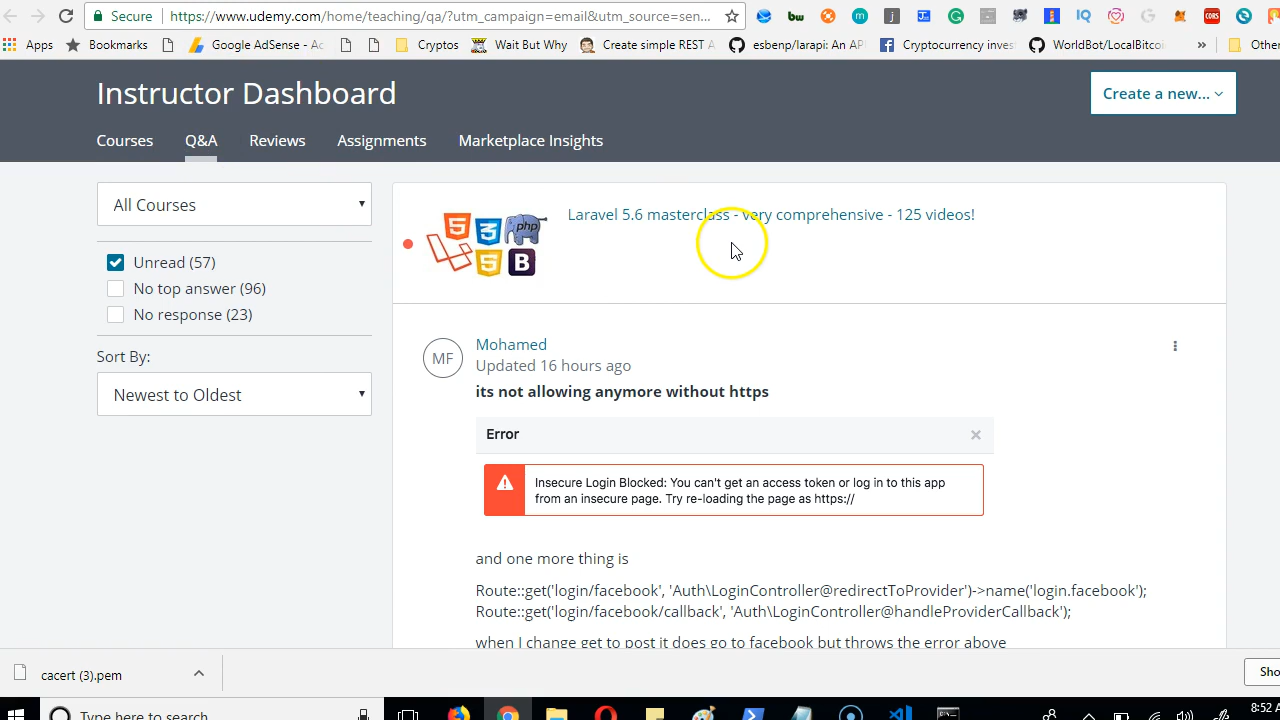 Secure https://www.udemy.com/home/teaching/qa/?utm_campaign=email&utm_source=sen...
Apps Bookmarks Google AdSense - Ac Cryptos Wait But Why Create simple REST A esbenp/larapi: An AP Cryptocurrency inves WorldBox/LocalBitcoi » Other
Instructor Dashboard
Create a new...
Courses Q&A Reviews Assignments Marketplace Insights
All Courses
Laravel 5.6 masterclass - very comprehensive - 125 videos!
Unread (57)
No top answer (96)
No response (23)
Sort By:
Newest to Oldest
MF
Mohamed
Updated 16 hours ago
its not allowing anymore without https
Error
Insecure Login Blocked: You can't get an access token or log in to this app
from an insecure page. Try re-loading the page as https://
and one more thing is
Route::get('login/facebook', 'Auth\LoginController@redirectToProvider')->name('login.facebook');
Route::get('login/facebook/callback', 'Auth\LoginController@handleProviderCallback');
when I change get to post it does go to facebook but throws the error above
cacert (3).pem
Sho
Type here to search
8:52 A